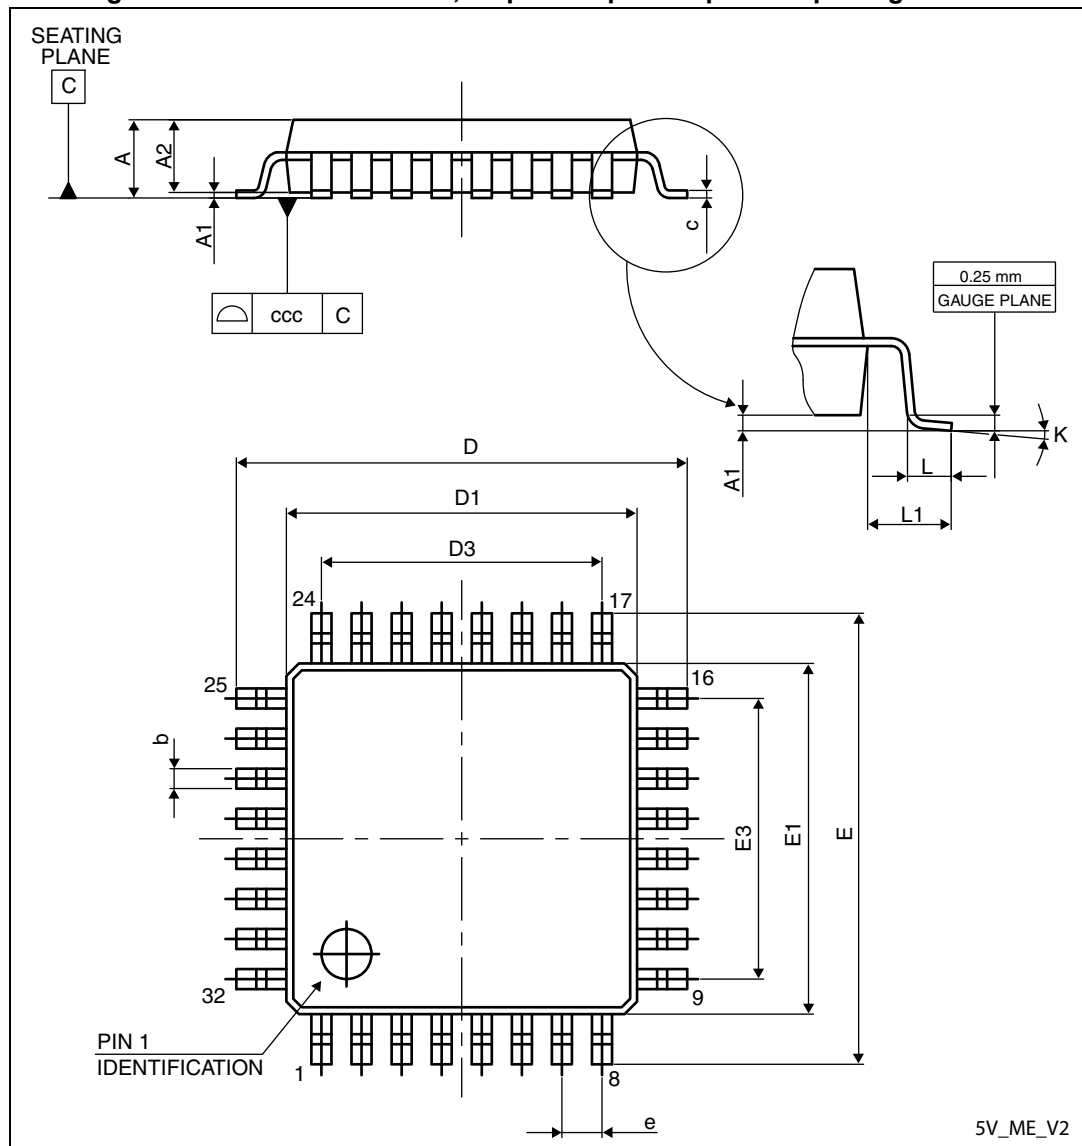 SEATING
PLANE
C
A
A2
A1
c
ccc
C
0.25 mm
GAUGE PLANE
A1
K
L
L1
D
D1
D3
24
17
25
16
b
E3
E1
E
32
9
PIN 1
IDENTIFICATION
1
8
e
5V_ME_V2